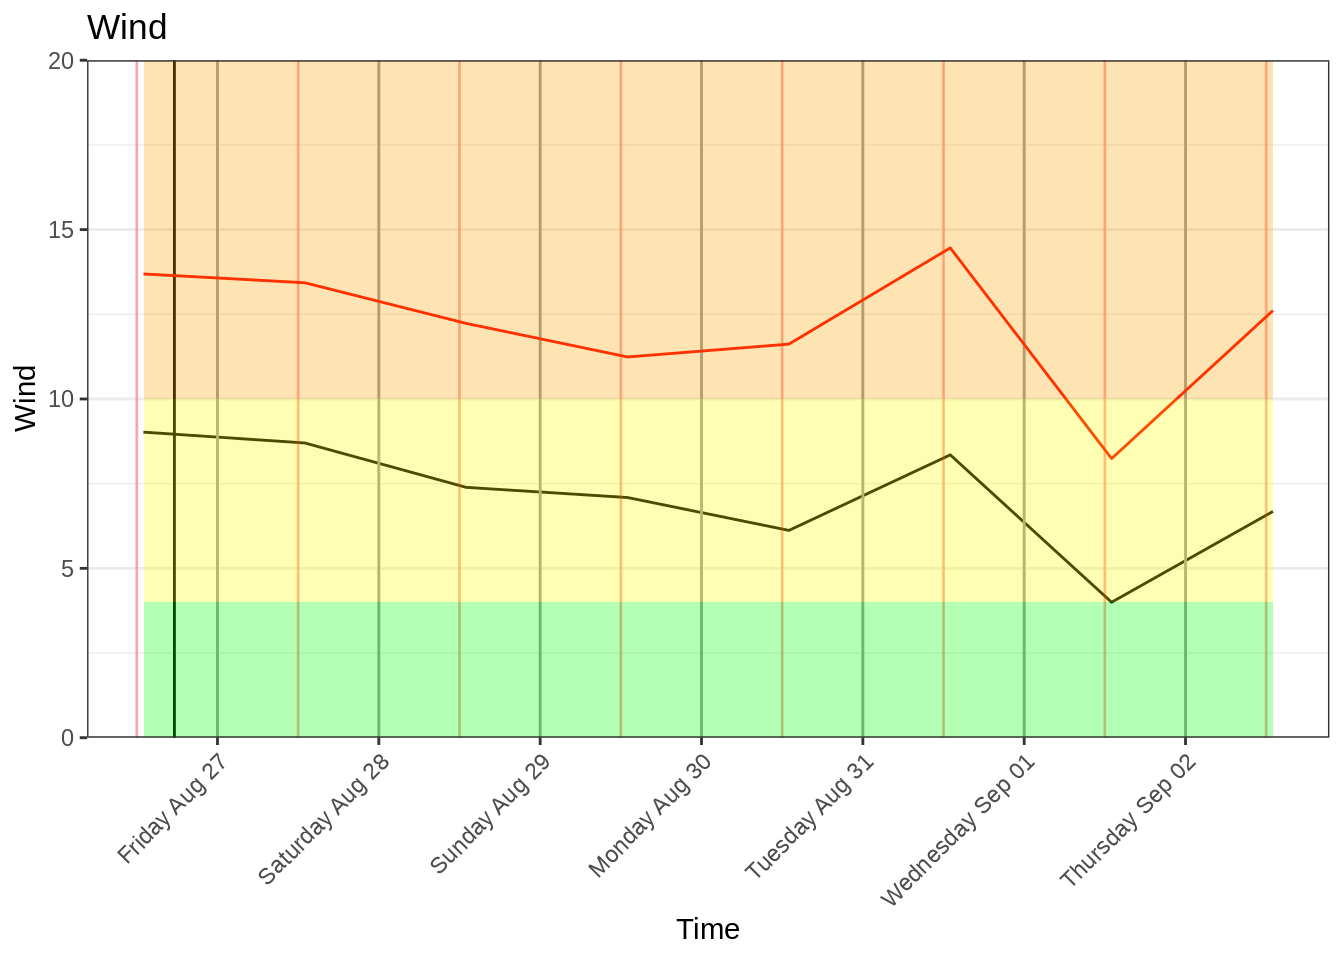 Wind
Wind
20
15
10
5
0
Friday Aug 27
Saturday Aug 28
Sunday Aug 29
Monday Aug 30
Tuesday Aug 31
Wednesday Sep 01
Thursday Sep 02
Time